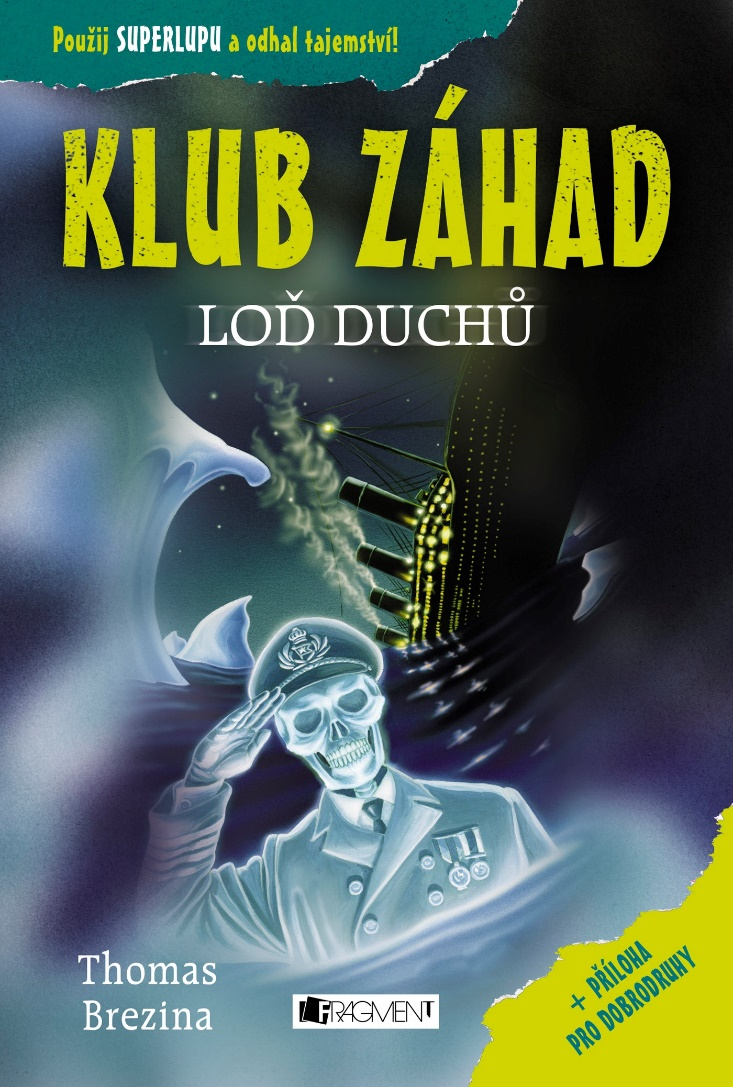 Použij SUPERLUPU a odhal tajemství!
KLUB ZÁHAD
LOĎ DUCHŮ
Thomas
Brezina
FRAGMENT
+ PŘÍLOHA
PRO DOBRODRUHY